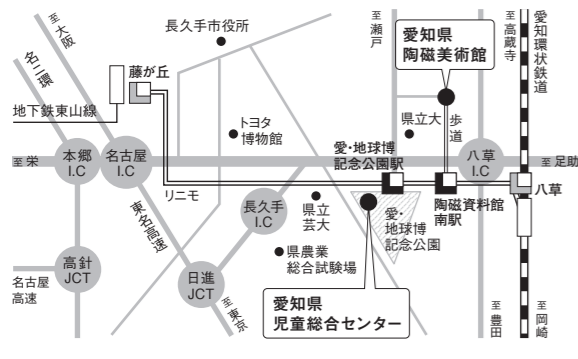 至大阪
名二環
長久手市役所
至瀬戸
愛知県
陶磁美術館
至高蔵寺
愛知環状鉄道
藤が丘
地下鉄東山線
トヨタ
博物館
県立大
歩道
至栄
本郷
I.C
名古屋
I.C
愛・地球博
記念公園駅
八草
I.C
至足助
リニモ
東名高速
長久手
I.C
県立
芸大
愛・
地球博
記念公園
陶磁資料館
南駅
八草
高針
JCT
名古屋
高速
日進
JCT
県農業
総合試験場
至東京
愛知県
児童総合センター
至豊田
至岡崎